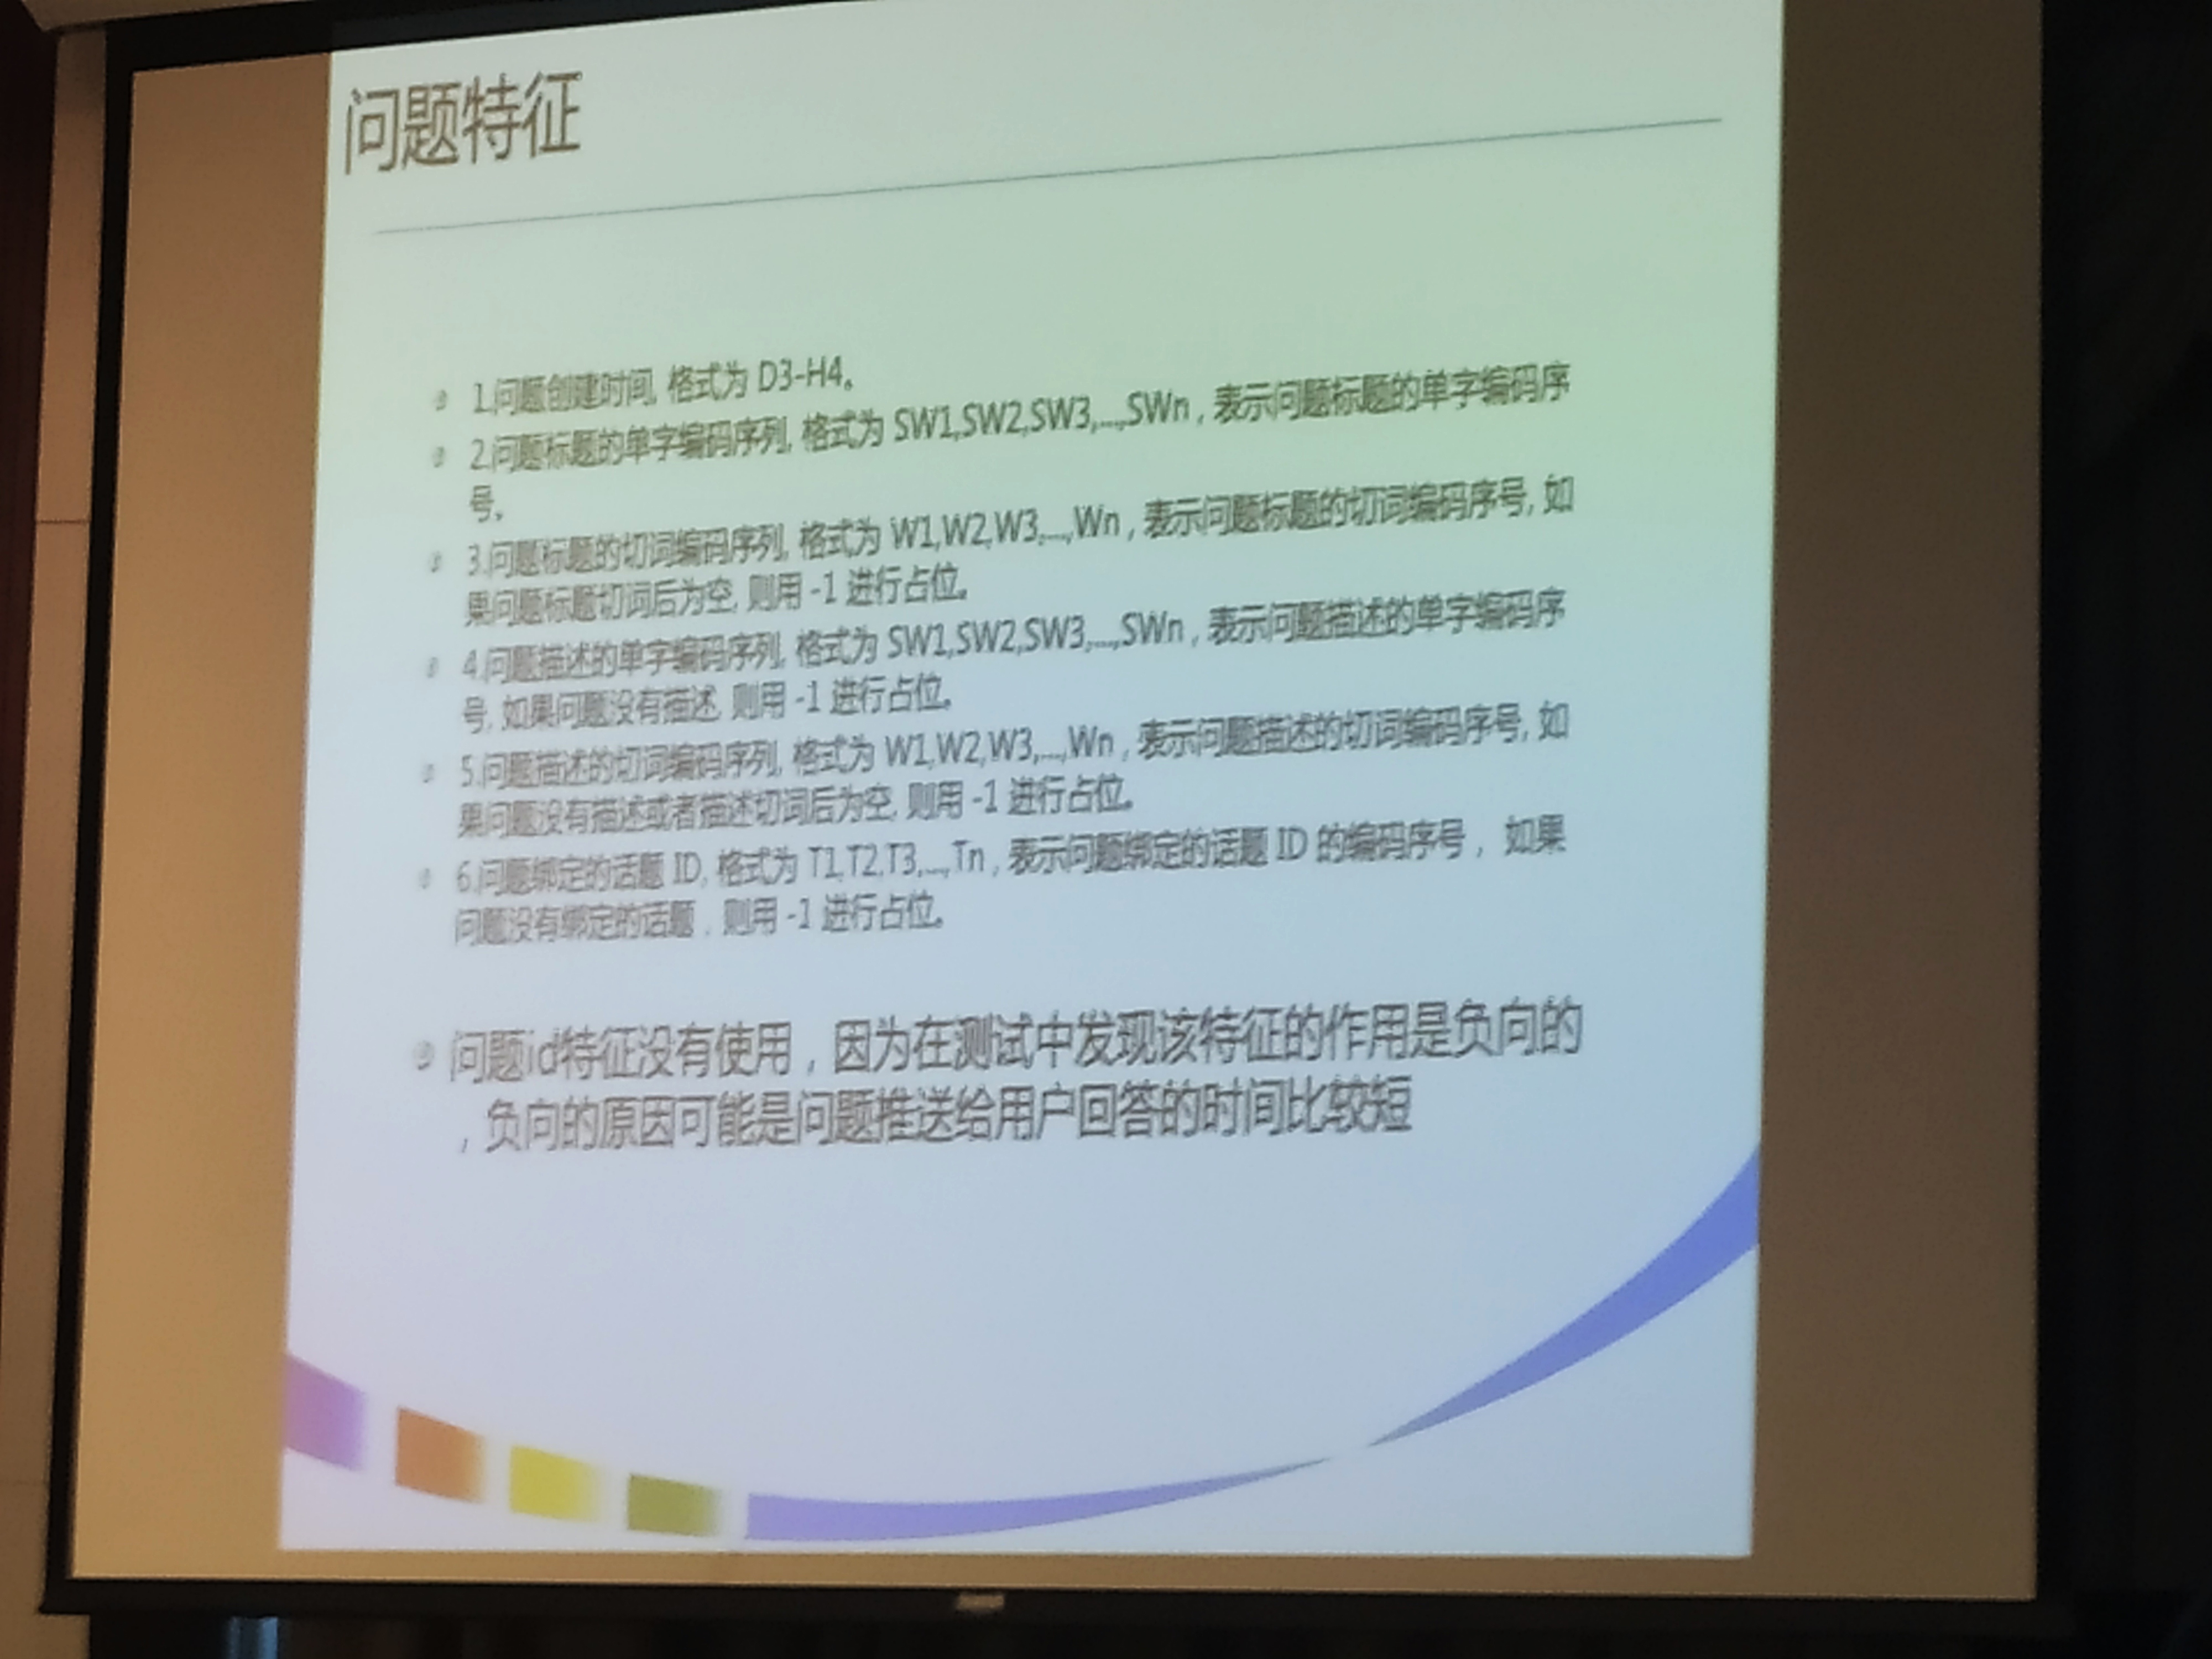 问题特征
1.问题创建时间, 格式为 D3-H4。
2.问题标题的单字编码序列, 格式为 SW1,SW2,SW3,...,SWn , 表示问题标题的单字编码序
号。
3.问题标题的切词编码序列, 格式为 W1,W2,W3,...,Wn , 表示问题标题的切词编码序号, 如
果问题标题切词后为空, 则用 -1 进行占位。
4.问题描述的单字编码序列, 格式为 SW1,SW2,SW3,...,SWn , 表示问题描述的单字编码序
号, 如果问题没有描述, 则用 -1 进行占位。
5.问题描述的切词编码序列, 格式为 W1,W2,W3,...,Wn , 表示问题描述的切词编码序号, 如
果问题没有描述或者描述切词后为空, 则用 -1 进行占位。
6.问题绑定的话题 ID, 格式为 T1,T2,T3,...,Tn , 表示问题绑定的话题 ID 的编码序号， 如果
问题没有绑定的话题，则用 -1 进行占位。
问题id特征没有使用，因为在测试中发现该特征的作用是负向的
，负向的原因可能是问题推送给用户回答的时间比较短